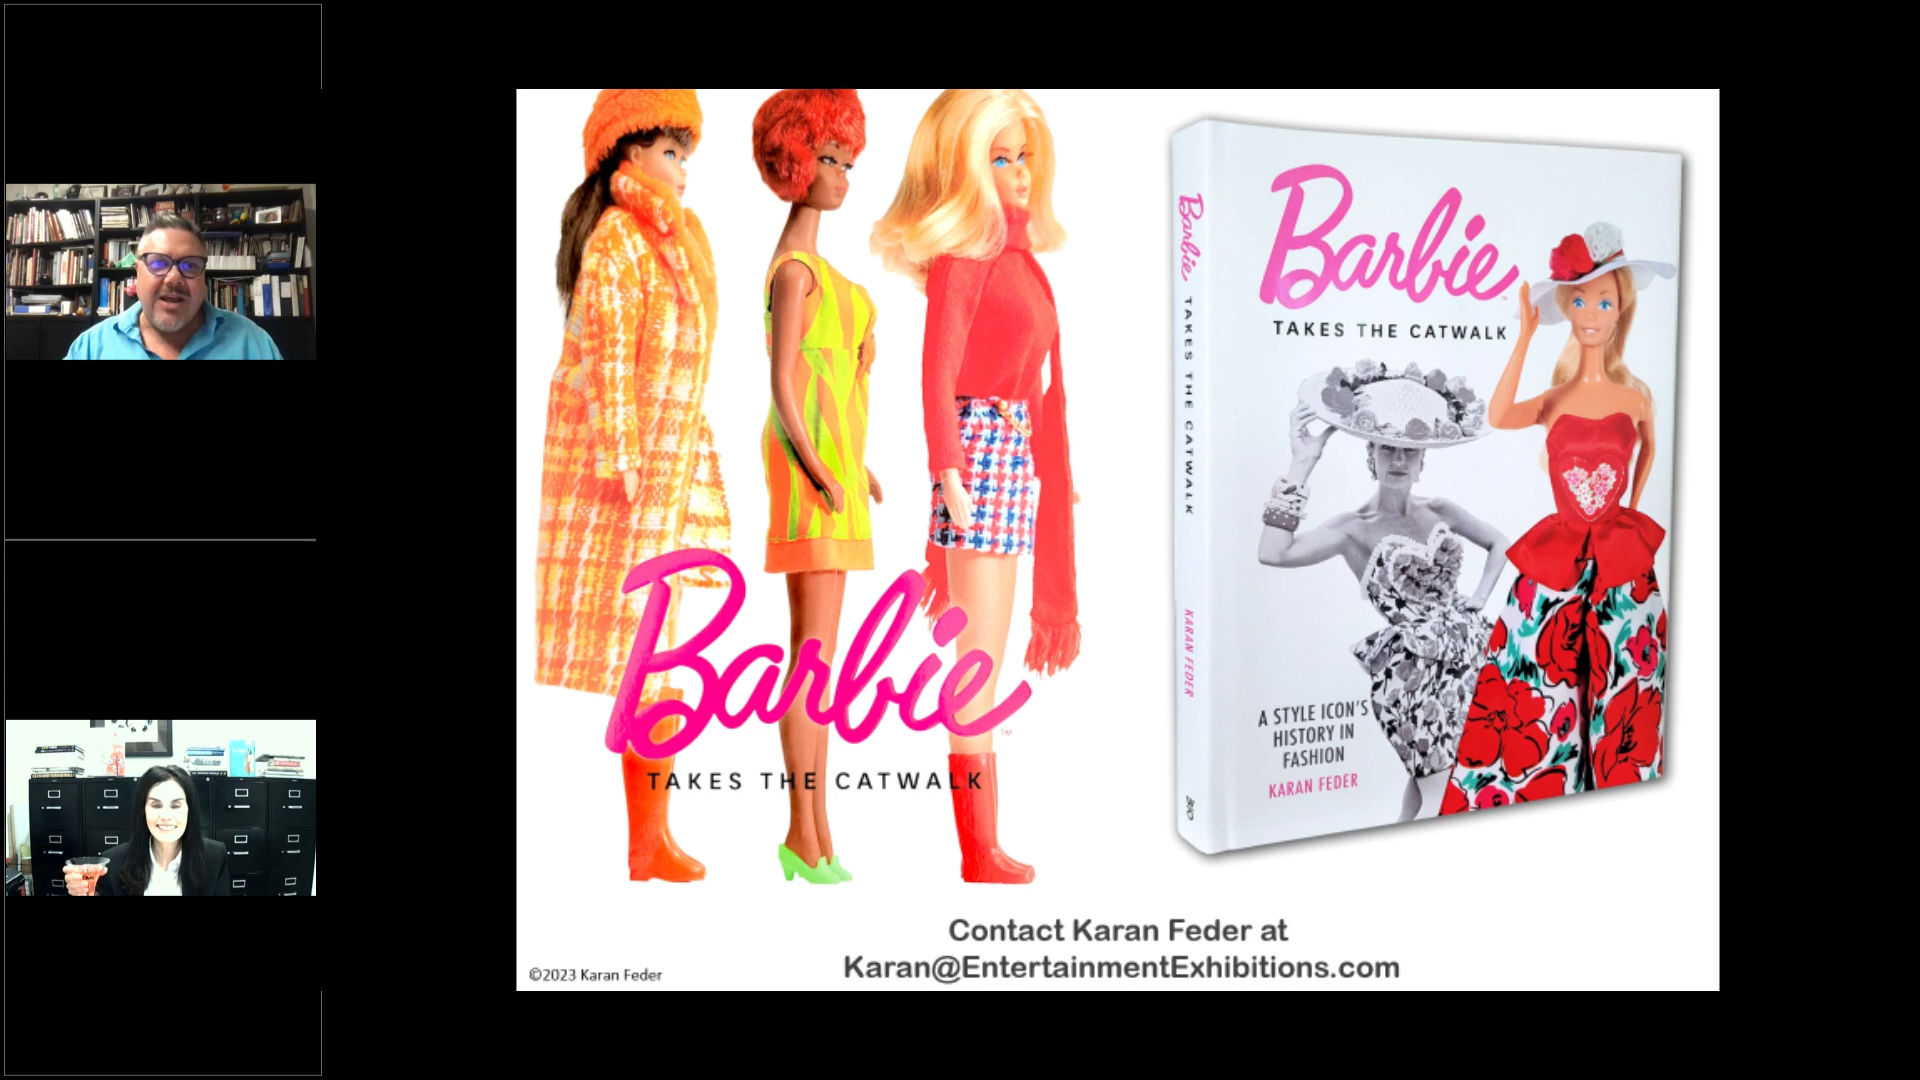 Barbie
TAKES THE CATWALK
Barbie
TAKES THE CATWALK
KARAN FEDER
Barbie
TAKES THE CATWALK
A STYLE ICON'S
HISTORY IN
FASHION
KARAN FEDER
Contact Karan Feder at
Karan@EntertainmentExhibitions.com
©2023 Karan Feder